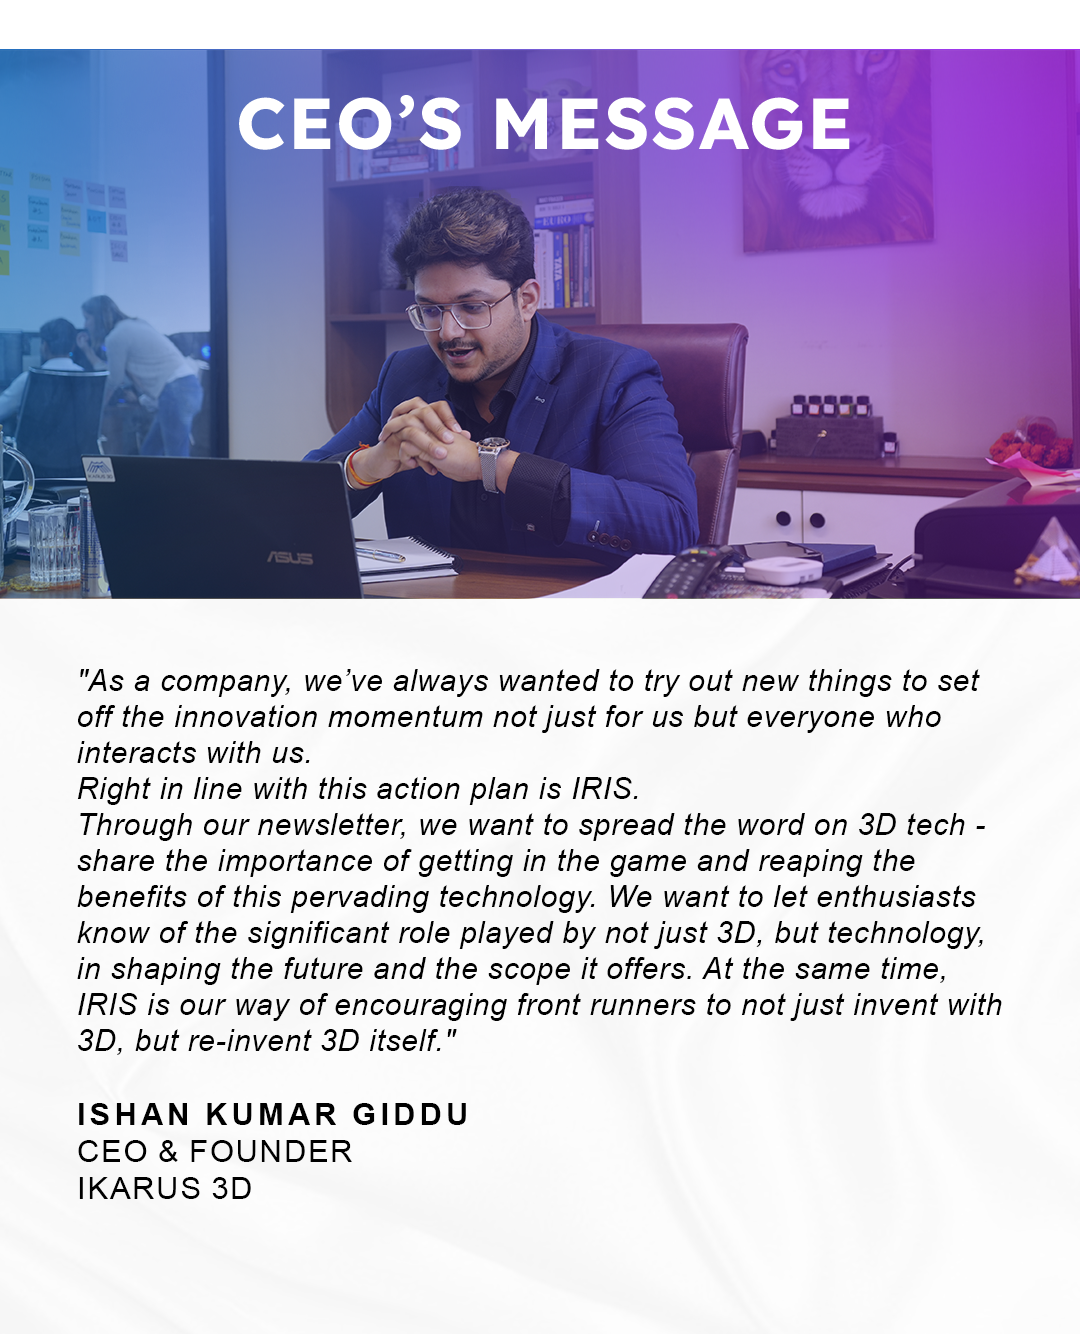 CEO’S MESSAGE
EURO
TATA
IKARUS 3D
ASUS
"As a company, we’ve always wanted to try out new things to set
off the innovation momentum not just for us but everyone who
interacts with us.
Right in line with this action plan is IRIS.
Through our newsletter, we want to spread the word on 3D tech -
share the importance of getting in the game and reaping the
benefits of this pervading technology. We want to let enthusiasts
know of the significant role played by not just 3D, but technology,
in shaping the future and the scope it offers. At the same time,
IRIS is our way of encouraging front runners to not just invent with
3D, but re-invent 3D itself."
ISHAN KUMAR GIDDU
CEO & FOUNDER
IKARUS 3D